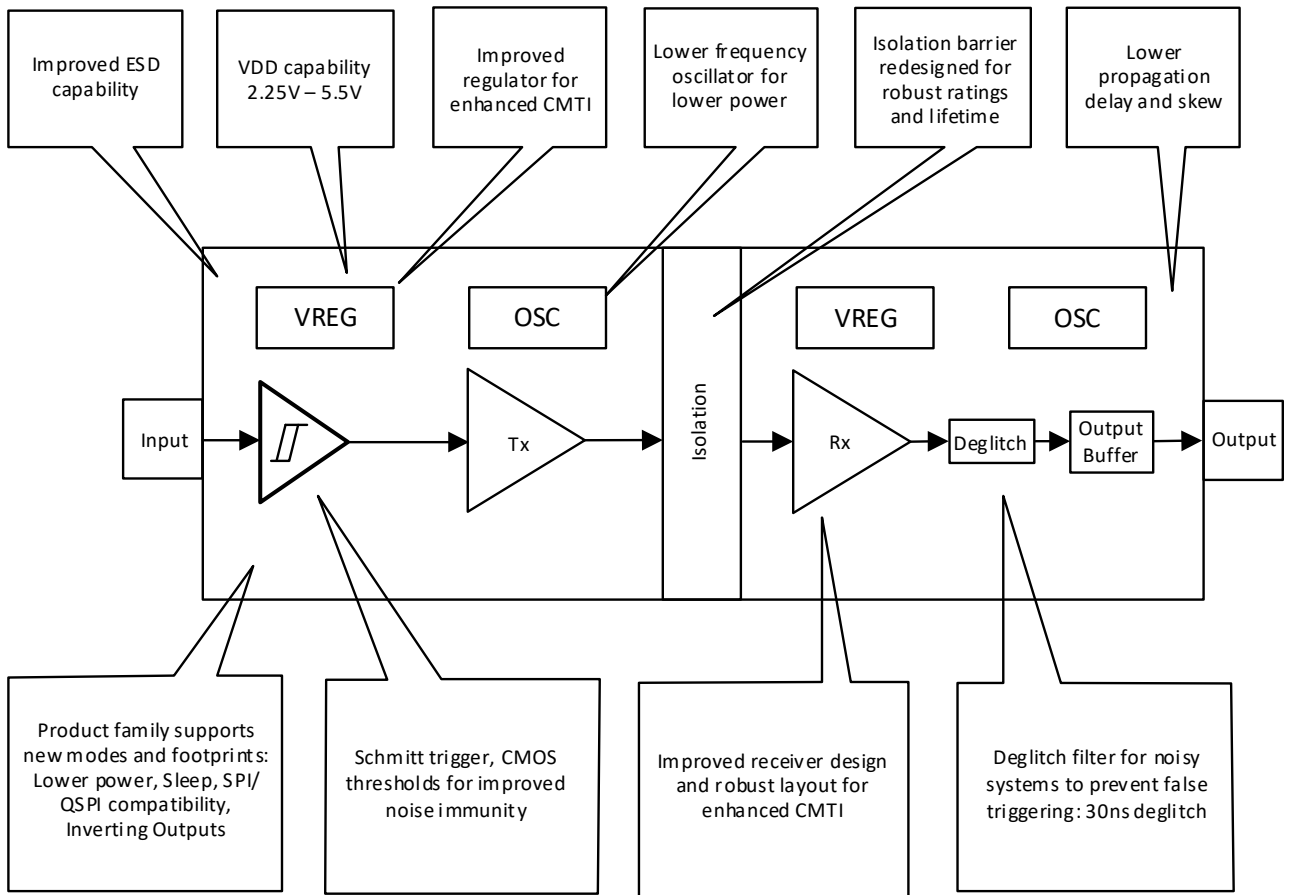 Improved ESD
capability
VDD capability
2.25V – 5.5V
Improved
regulator for
enhanced CMTI
Lower frequency
oscillator for
lower power
Isolation barrier
redesigned for
robust ratings
and lifetime
Lower
propagation
delay and skew
VREG
OSC
VREG
OSC
Input
Tx
Isolation
Rx
Deglitch
Output
Buffer
Output
Product family supports
new modes and footprints:
Lower power, Sleep, SPI/
QSPI compatibility,
Inverting Outputs
Schmitt trigger, CMOS
thresholds for improved
noise immunity
Improved receiver design
and robust layout for
enhanced CMTI
Deglitch filter for noisy
systems to prevent false
triggering: 30ns deglitch